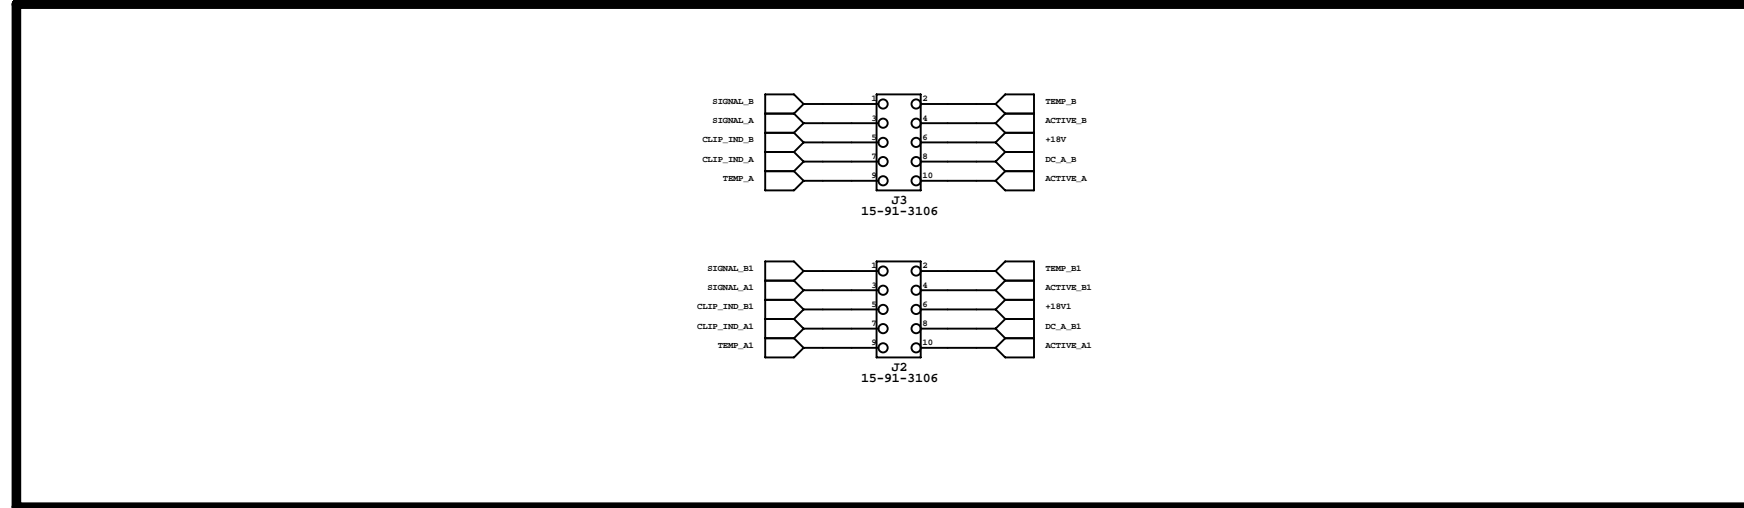 SIGNAL_B 1 2 TEMP_B
SIGNAL_A 3 4 ACTIVE_B
CLIP_IND_B 5 6 +18V
CLIP_IND_A 7 8 DC_A_B
TEMP_A 9 10 ACTIVE_A
J3
15-91-3106
SIGNAL_B1 1 2 TEMP_B1
SIGNAL_A1 3 4 ACTIVE_B1
CLIP_IND_B1 5 6 +18V1
CLIP_IND_A1 7 8 DC_A_B1
TEMP_A1 9 10 ACTIVE_A1
J2
15-91-3106